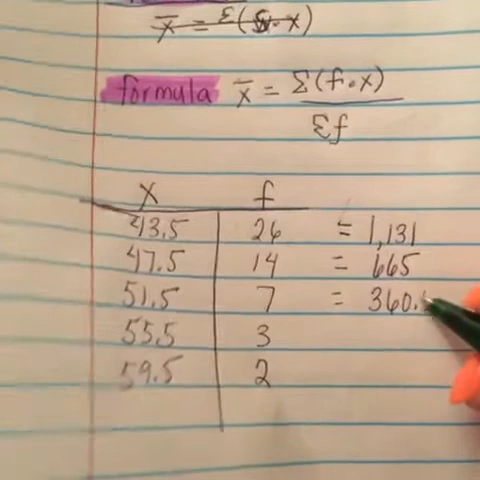 x̄ = Σ(f·x)
formula x̄ = Σ(f·x)
Σf
x f
43.5 26 = 1,131
47.5 14 = 665
51.5 7 = 360.
55.5 3
59.5 2